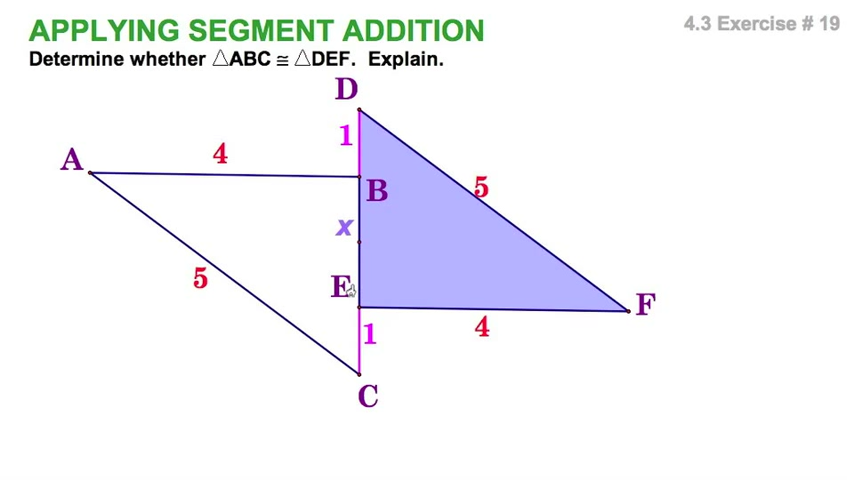 APPLYING SEGMENT ADDITION
4.3 Exercise # 19
Determine whether △ABC ≅ △DEF. Explain.
D
1
4
A
B
5
x
E
5
F
1
4
C